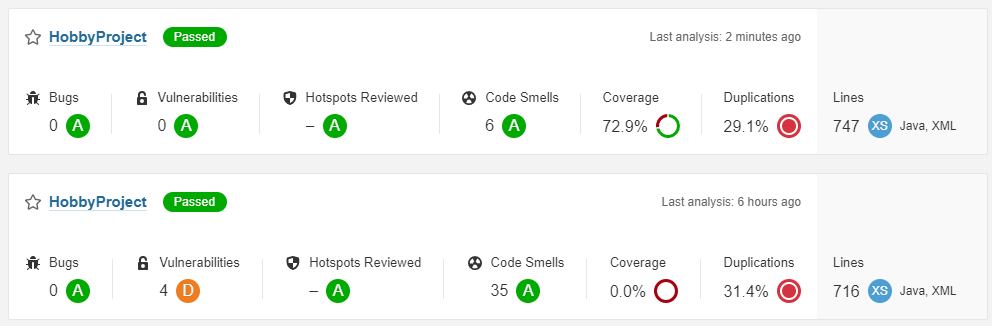 HobbyProject Passed Last analysis: 2 minutes ago
Bugs Vulnerabilities Hotspots Reviewed Code Smells Coverage Duplications Lines
0 A 0 A – A 6 A 72.9% 29.1% 747 XS Java, XML
HobbyProject Passed Last analysis: 6 hours ago
Bugs Vulnerabilities Hotspots Reviewed Code Smells Coverage Duplications Lines
0 A 4 D – A 35 A 0.0% 31.4% 716 XS Java, XML